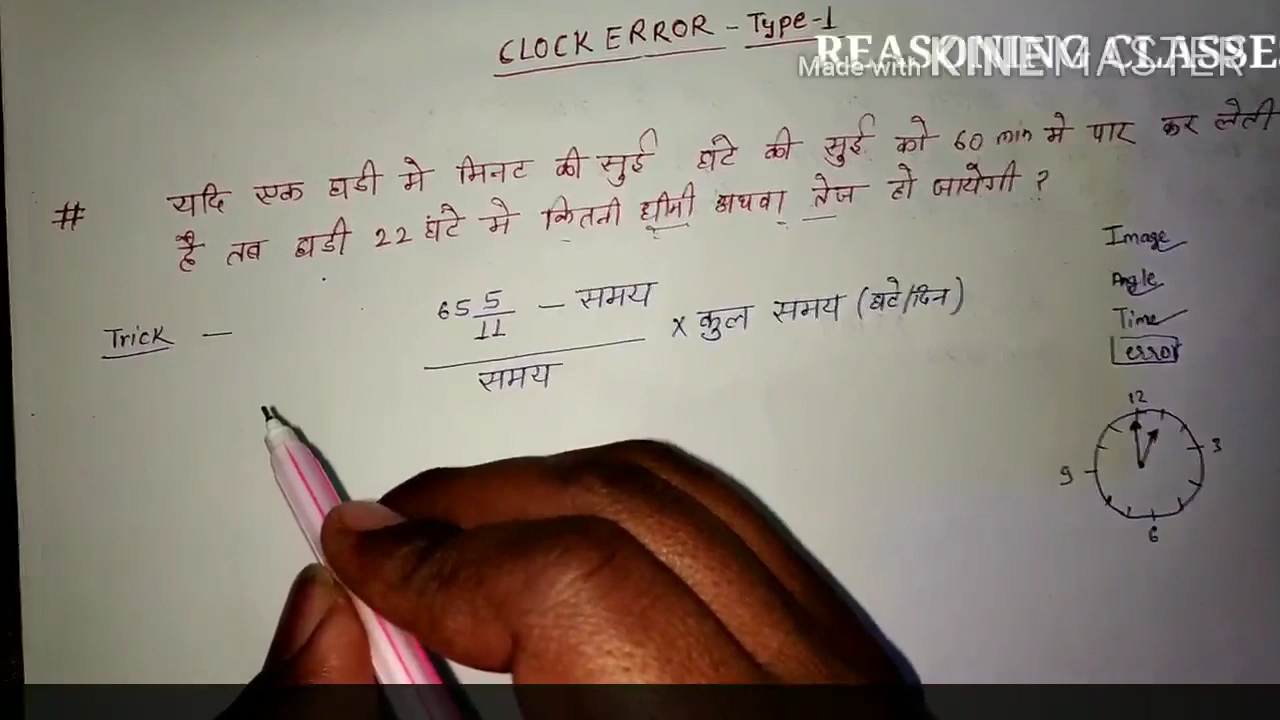 CLOCK ERROR - Type-1
REASONING CLASSE
Made with KINEMASTER
# यदि एक घडी मे मिनट की सुई घंटे की सुई को 60 min मे पार कर लेती
है तब घडी 22 घंटे मे कितनी धीमी अथवा तेज हो जायेगी ?
Trick — 65 5/11 — समय / समय × कुल समय (घंटे/दिन)
Image
Angle
Time
error
12
3
9
6